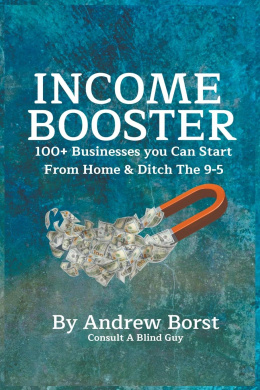 INCOME
BOOSTER
100+ Businesses you Can Start
From Home & Ditch The 9-5
By Andrew Borst
Consult A Blind Guy